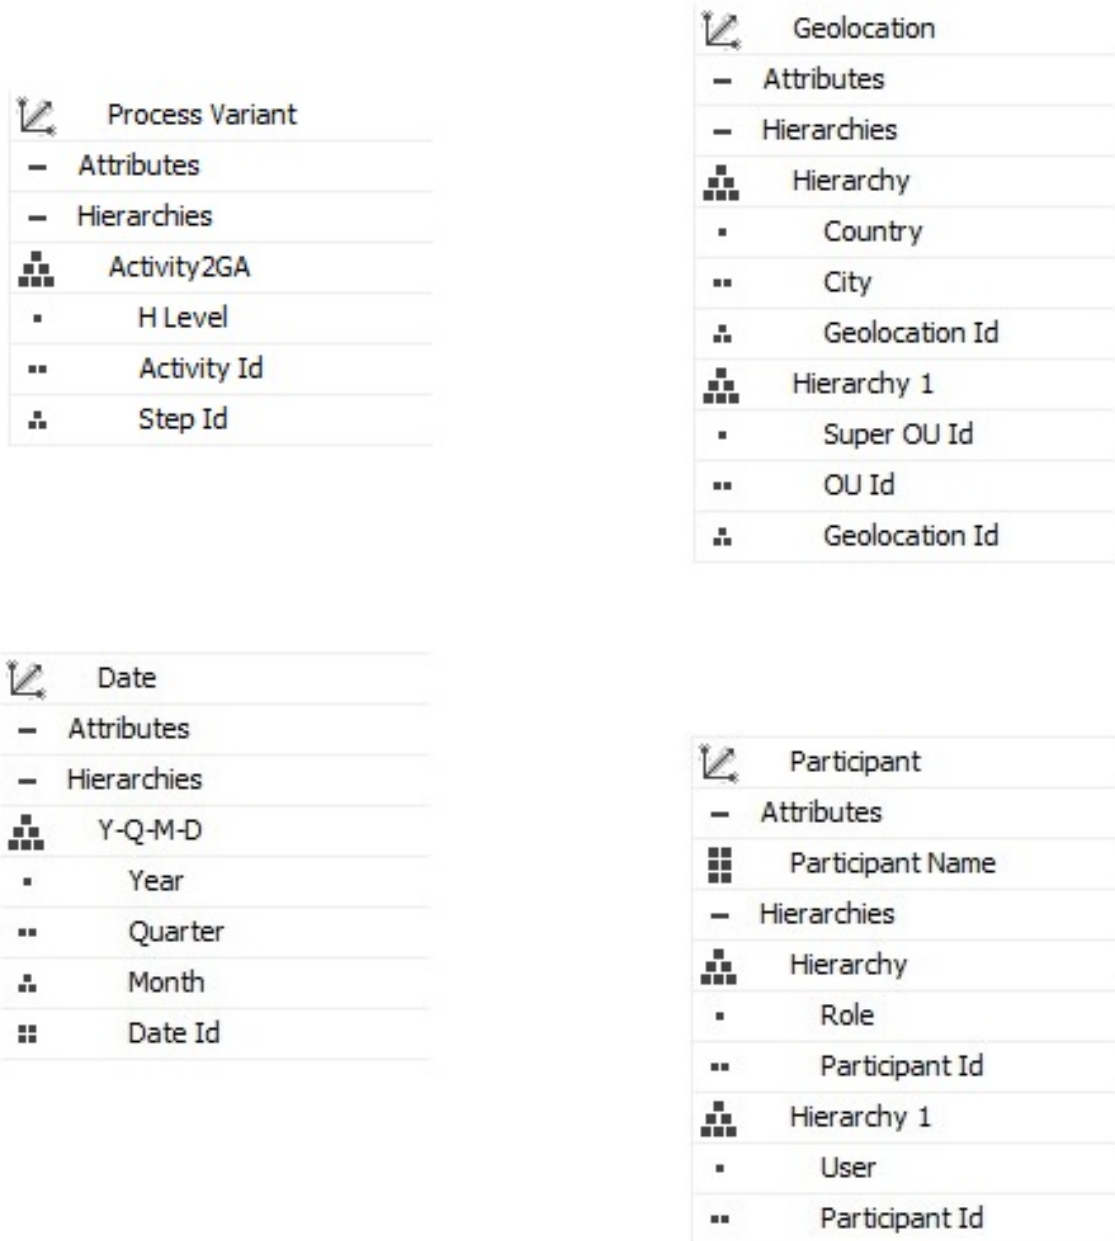 Process Variant
Attributes
Hierarchies
Activity2GA
H Level
Activity Id
Step Id
Geolocation
Attributes
Hierarchies
Hierarchy
Country
City
Geolocation Id
Hierarchy 1
Super OU Id
OU Id
Geolocation Id
Date
Attributes
Hierarchies
Y-Q-M-D
Year
Quarter
Month
Date Id
Participant
Attributes
Participant Name
Hierarchies
Hierarchy
Role
Participant Id
Hierarchy 1
User
Participant Id